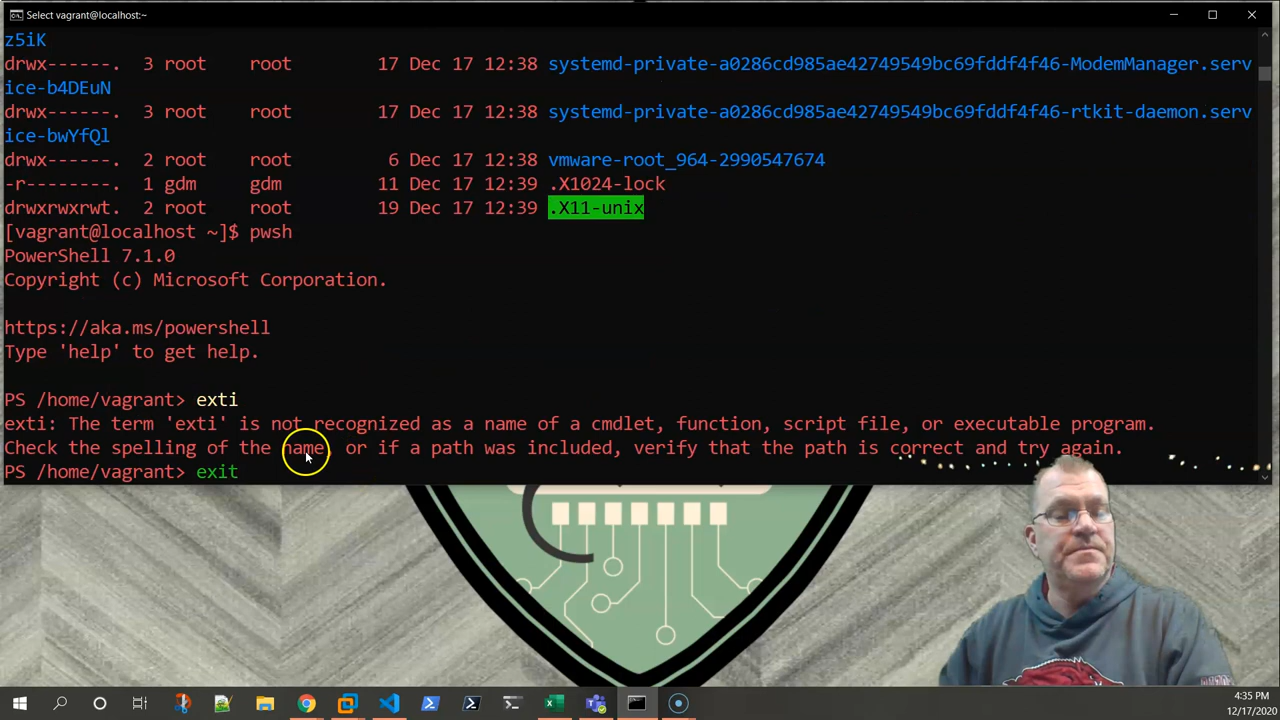 Select vagrant@localhost:~
z5iK
drwx------. 3 root root 17 Dec 17 12:38 systemd-private-a0286cd985ae42749549bc69fddf4f46-ModemManager.serv
ice-b4DEuN
drwx------. 3 root root 17 Dec 17 12:38 systemd-private-a0286cd985ae42749549bc69fddf4f46-rtkit-daemon.serv
ice-bwYfQl
drwx------. 2 root root 6 Dec 17 12:38 vmware-root_964-2990547674
-r--------. 1 gdm gdm 11 Dec 17 12:39 .X1024-lock
drwxrwxrwt. 2 root root 19 Dec 17 12:39 .X11-unix
[vagrant@localhost ~]$ pwsh
PowerShell 7.1.0
Copyright (c) Microsoft Corporation.
https://aka.ms/powershell
Type 'help' to get help.
PS /home/vagrant> exti
exti: The term 'exti' is not recognized as a name of a cmdlet, function, script file, or executable program.
Check the spelling of the name, or if a path was included, verify that the path is correct and try again.
PS /home/vagrant> exit
4:35 PM
12/17/2020